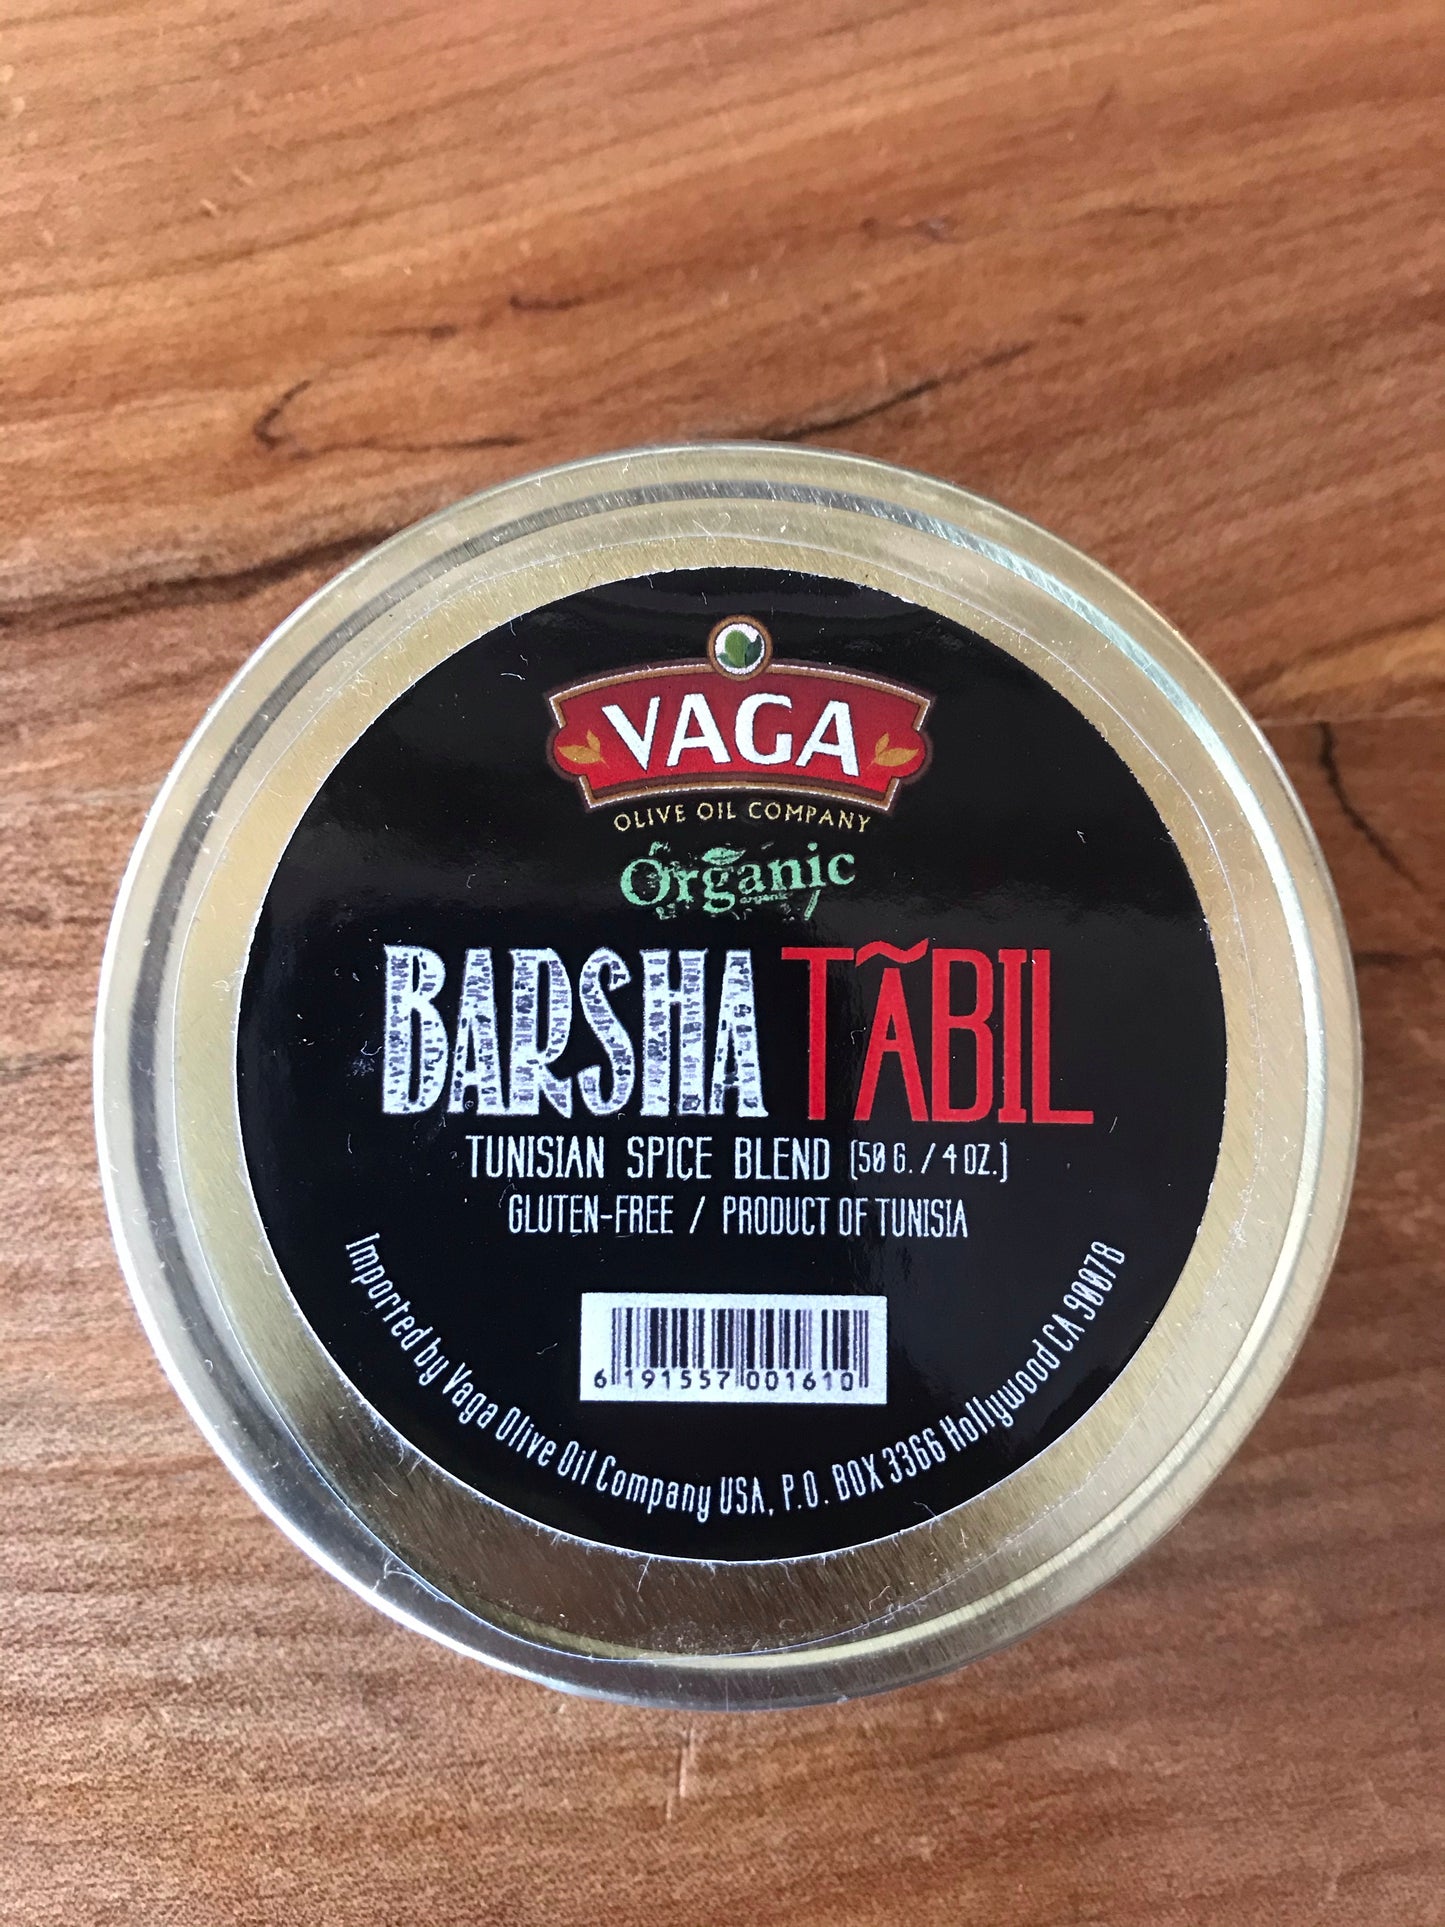 VAGA
OLIVE OIL COMPANY
Organic
BARSHA TÃBIL
TUNISIAN SPICE BLEND (50 G. / 4 OZ.)
GLUTEN-FREE / PRODUCT OF TUNISIA
6 191557 001610
Imported by Vaga Olive Oil Company USA, P.O. BOX 3366 Hollywood CA 90078